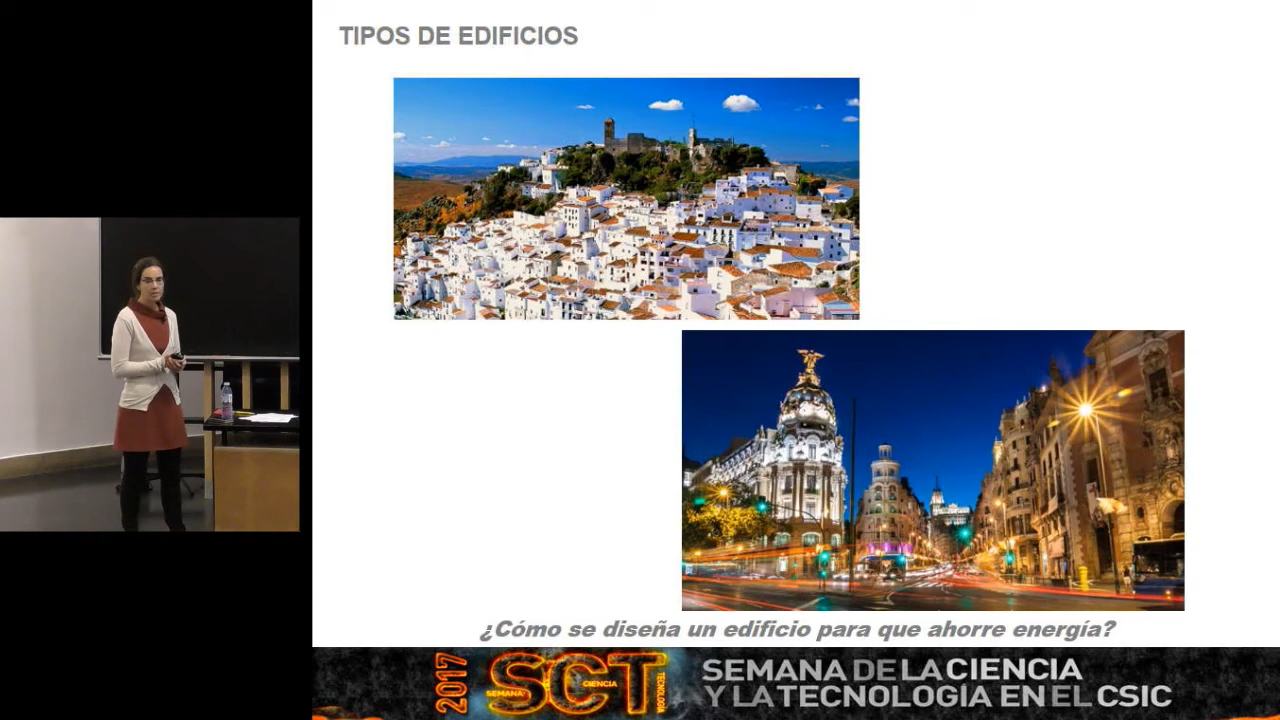 TIPOS DE EDIFICIOS
¿Cómo se diseña un edificio para que ahorre energía?
2017
SCT
SEMANA
CIENCIA
TECNOLOGÍA
SEMANA DE LA CIENCIA
Y LA TECNOLOGÍA EN EL CSIC